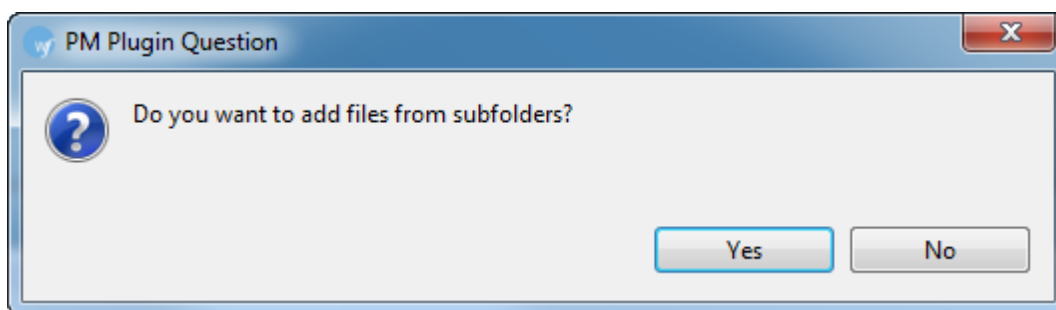 PM Plugin Question
Do you want to add files from subfolders?
Yes No